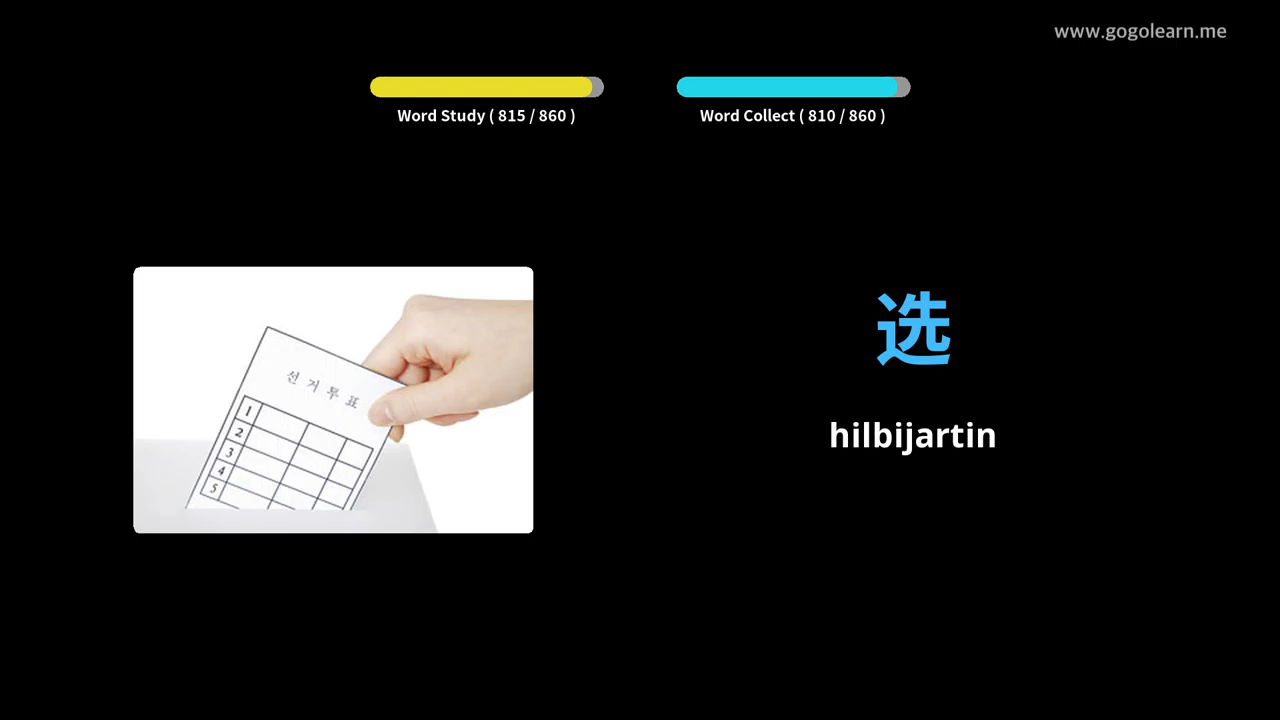 www.gogolearn.me
Word Study ( 815 / 860 )
Word Collect ( 810 / 860 )
선거투표
1
2
3
4
5
选
hilbijartin